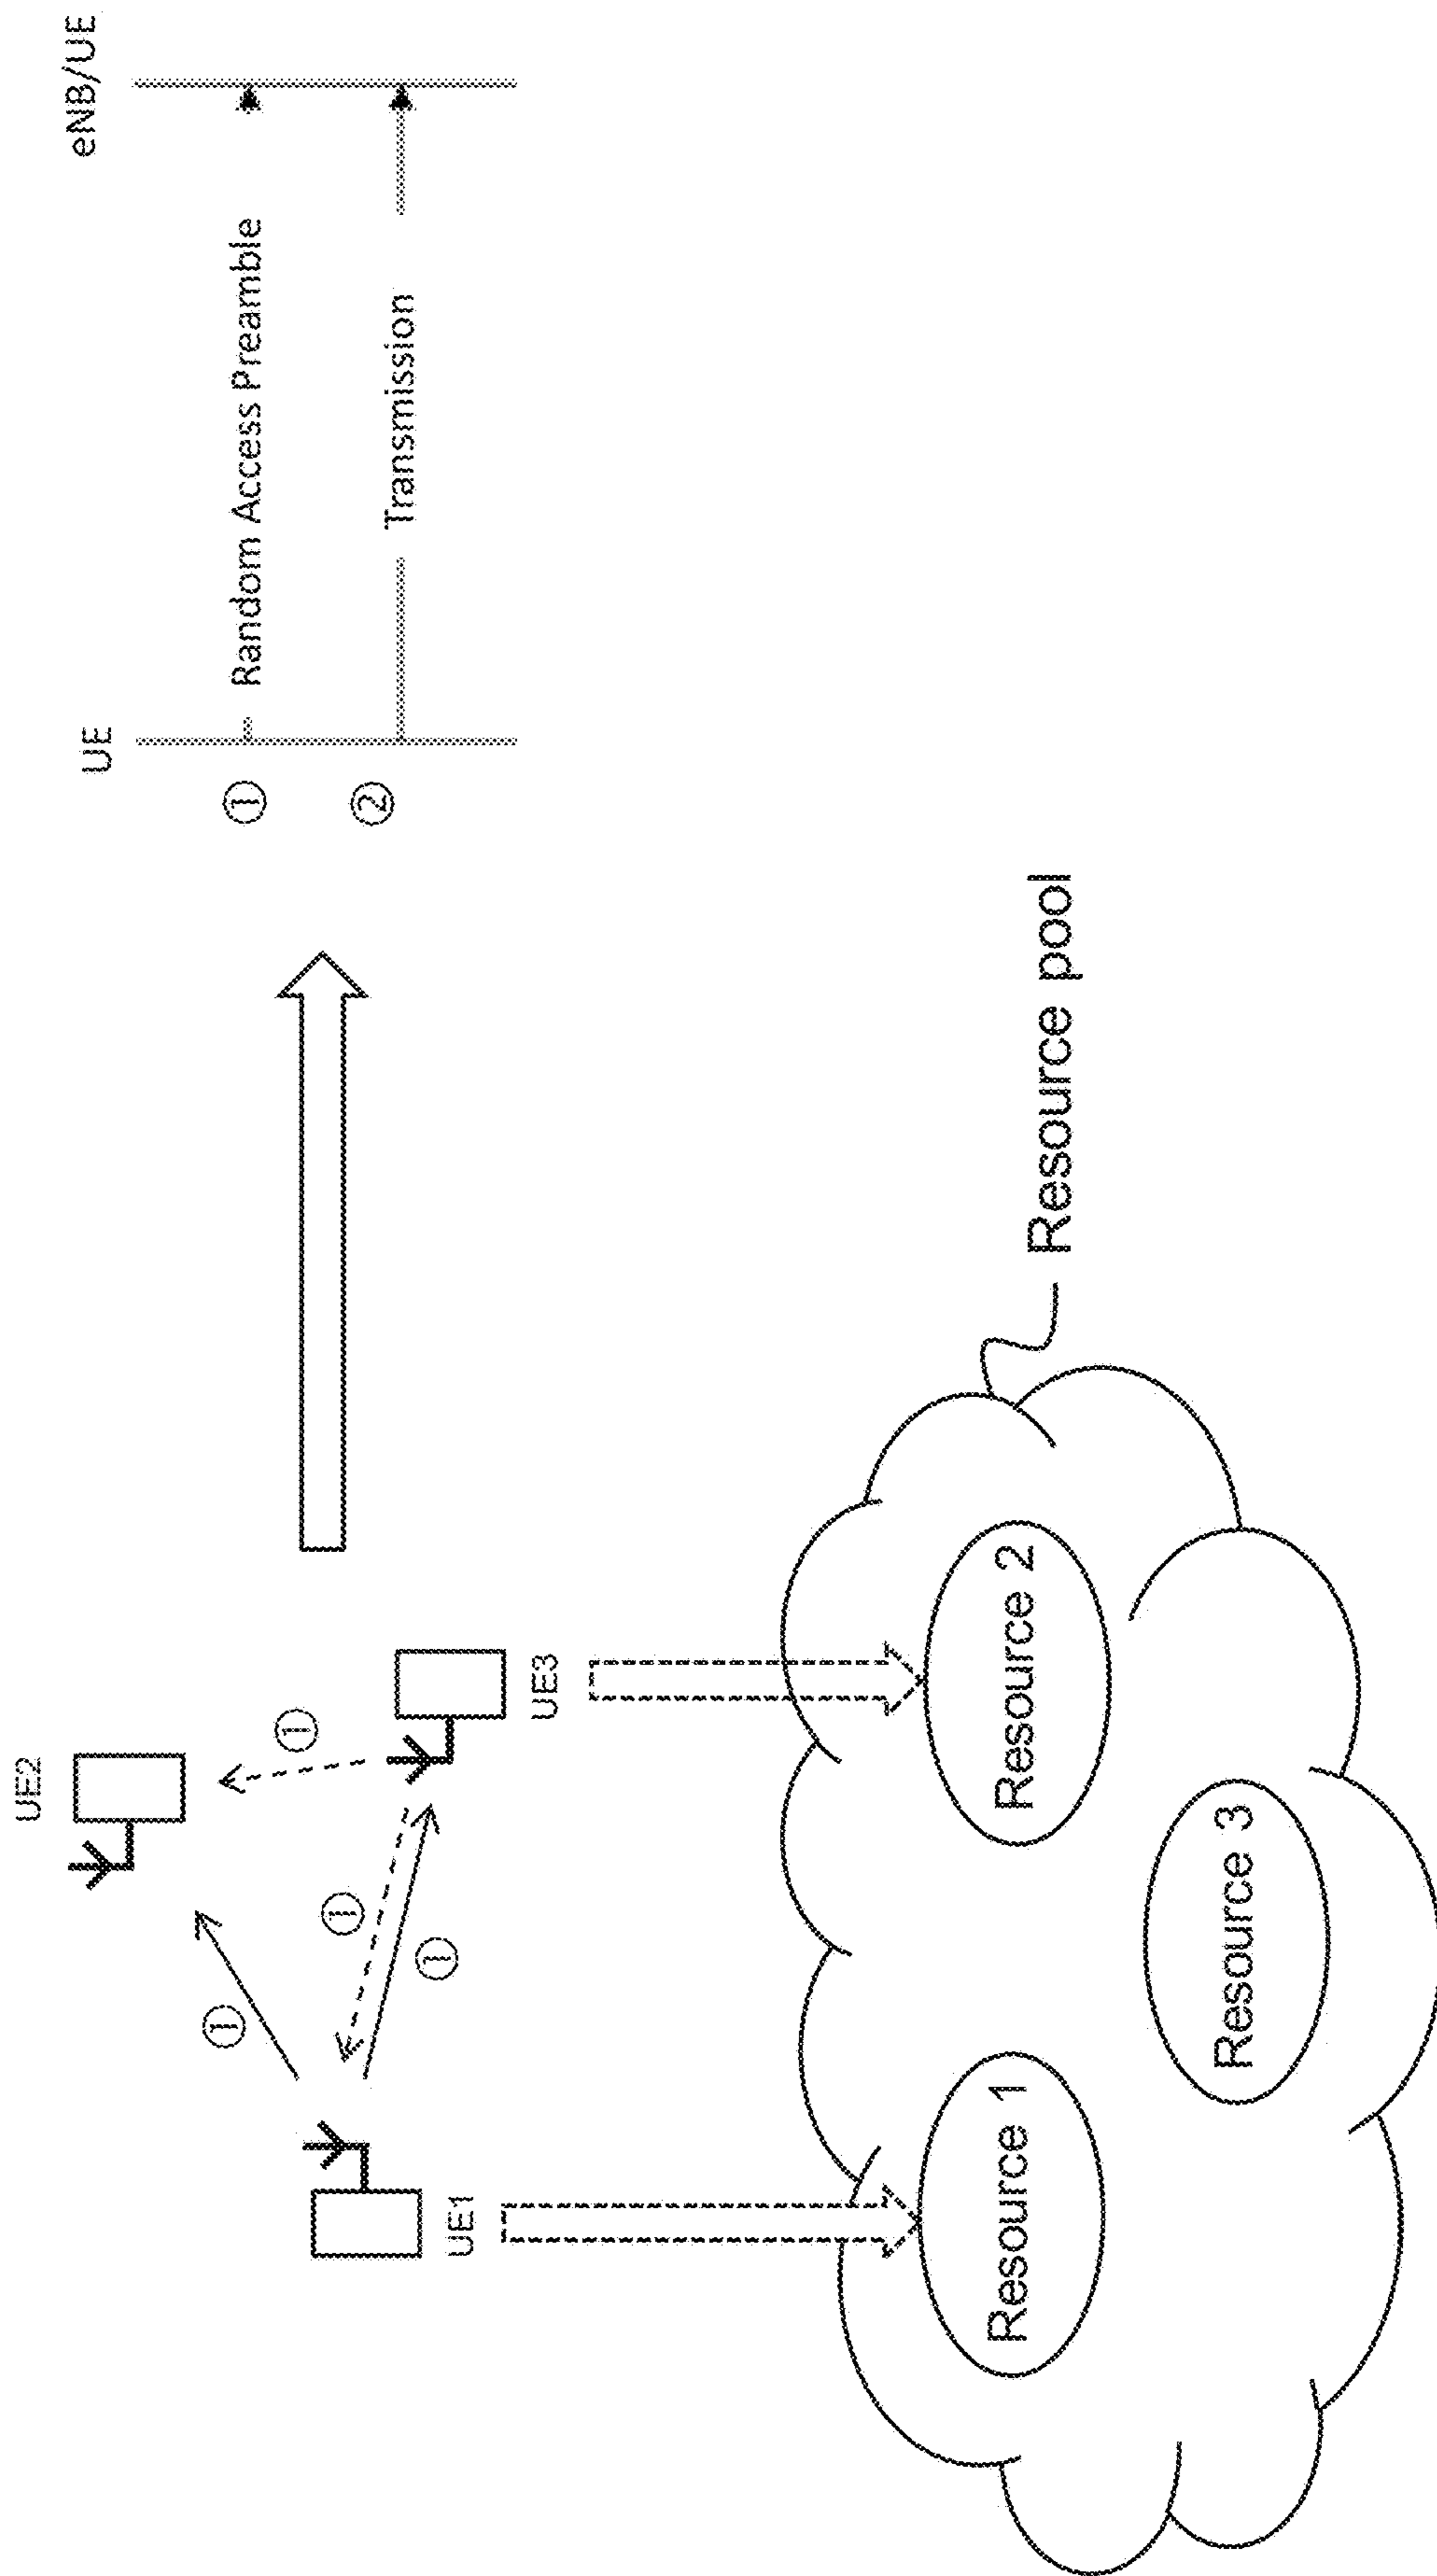 UE2
①
①
①
①
UE1
UE3
Resource 1
Resource 2
Resource 3
Resource pool
UE
eNB/UE
① Random Access Preamble
② Transmission